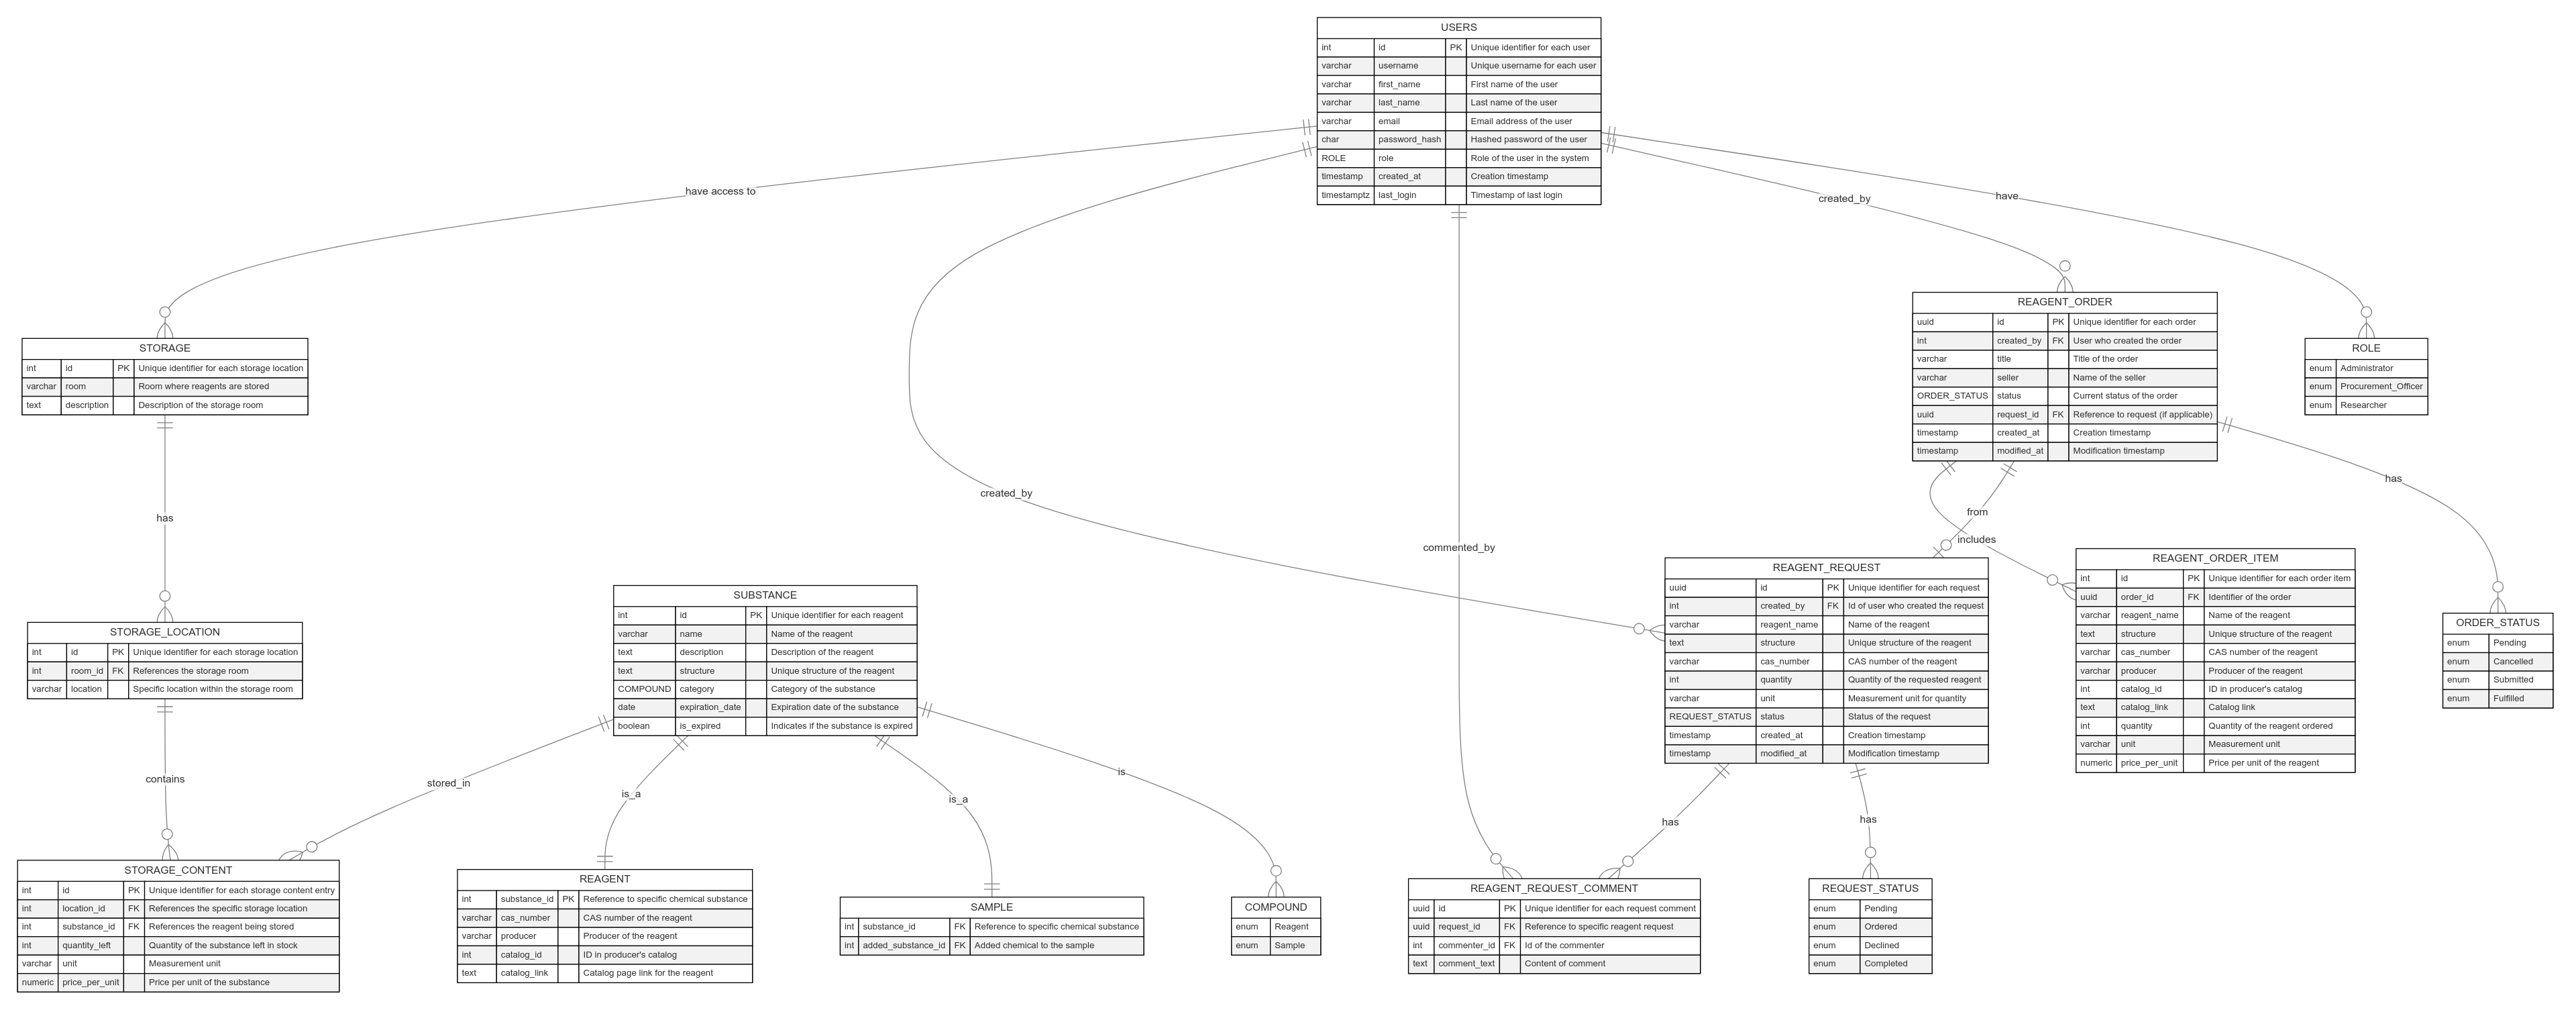 USERS
int id PK Unique identifier for each user
varchar username Unique username for each user
varchar first_name First name of the user
varchar last_name Last name of the user
varchar email Email address of the user
char password_hash Hashed password of the user
ROLE role Role of the user in the system
timestamp created_at Creation timestamp
timestamptz last_login Timestamp of last login
have access to
created_by
have
created_by
commented_by
STORAGE
int id PK Unique identifier for each storage location
varchar room Room where reagents are stored
text description Description of the storage room
REAGENT_ORDER
uuid id PK Unique identifier for each order
int created_by FK User who created the order
varchar title Title of the order
varchar seller Name of the seller
ORDER_STATUS status Current status of the order
uuid request_id FK Reference to request (if applicable)
timestamp created_at Creation timestamp
timestamp modified_at Modification timestamp
ROLE
enum Administrator
enum Procurement_Officer
enum Researcher
has
from
includes
has
STORAGE_LOCATION
int id PK Unique identifier for each storage location
int room_id FK References the storage room
varchar location Specific location within the storage room
SUBSTANCE
int id PK Unique identifier for each reagent
varchar name Name of the reagent
text description Description of the reagent
text structure Unique structure of the reagent
COMPOUND category Category of the substance
date expiration_date Expiration date of the substance
boolean is_expired Indicates if the substance is expired
REAGENT_REQUEST
uuid id PK Unique identifier for each request
int created_by FK Id of user who created the request
varchar reagent_name Name of the reagent
text structure Unique structure of the reagent
varchar cas_number CAS number of the reagent
int quantity Quantity of the requested reagent
varchar unit Measurement unit for quantity
REQUEST_STATUS status Status of the request
timestamp created_at Creation timestamp
timestamp modified_at Modification timestamp
REAGENT_ORDER_ITEM
int id PK Unique identifier for each order item
uuid order_id FK Identifier of the order
varchar reagent_name Name of the reagent
text structure Unique structure of the reagent
varchar cas_number CAS number of the reagent
varchar producer Producer of the reagent
int catalog_id ID in producer's catalog
text catalog_link Catalog link
int quantity Quantity of the reagent ordered
varchar unit Measurement unit
numeric price_per_unit Price per unit of the reagent
ORDER_STATUS
enum Pending
enum Cancelled
enum Submitted
enum Fulfilled
contains
stored_in
is_a
is_a
is
has
has
STORAGE_CONTENT
int id PK Unique identifier for each storage content entry
int location_id FK References the specific storage location
int substance_id FK References the reagent being stored
int quantity_left Quantity of the substance left in stock
varchar unit Measurement unit
numeric price_per_unit Price per unit of the substance
REAGENT
int substance_id PK Reference to specific chemical substance
varchar cas_number CAS number of the reagent
varchar producer Producer of the reagent
int catalog_id ID in producer's catalog
text catalog_link Catalog page link for the reagent
SAMPLE
int substance_id FK Reference to specific chemical substance
int added_substance_id FK Added chemical to the sample
COMPOUND
enum Reagent
enum Sample
REAGENT_REQUEST_COMMENT
uuid id PK Unique identifier for each request comment
uuid request_id FK Reference to specific reagent request
int commenter_id FK Id of the commenter
text comment_text Content of comment
REQUEST_STATUS
enum Pending
enum Ordered
enum Declined
enum Completed